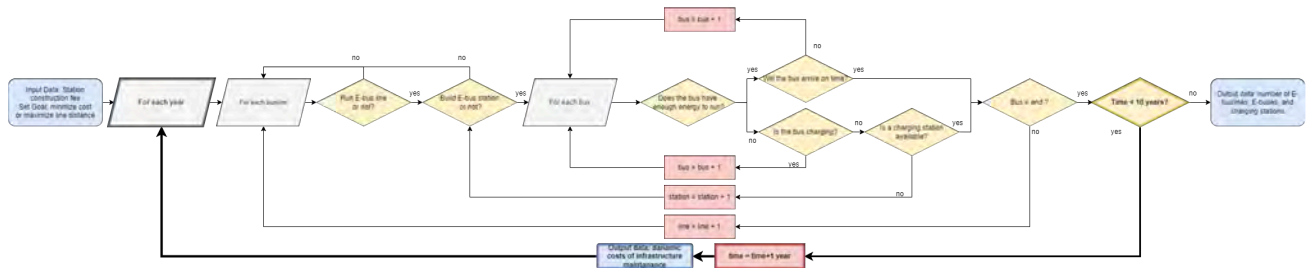 bus = bus + 1
no
Input Data: Station
construction fee
Set Goal, minimize cost
or maximize line distance
For each year
For each busline
no
Run E-bus line
or not?
yes
no
Build E-bus station
or not?
yes
For each bus
Does the bus have
enough energy to run?
yes
no
Will the bus arrive on time?
yes
Is the bus charging?
no
yes
Is a charging station
available?
yes
no
Bus = end ?
yes
no
Time < 10 years?
no
yes
Output data: number of E-
buslines, E-buses, and
charging stations.
bus = bus + 1
station = station + 1
line = line + 1
Output data: dynamic
costs of infrastructure
maintanance
time = time+1 year